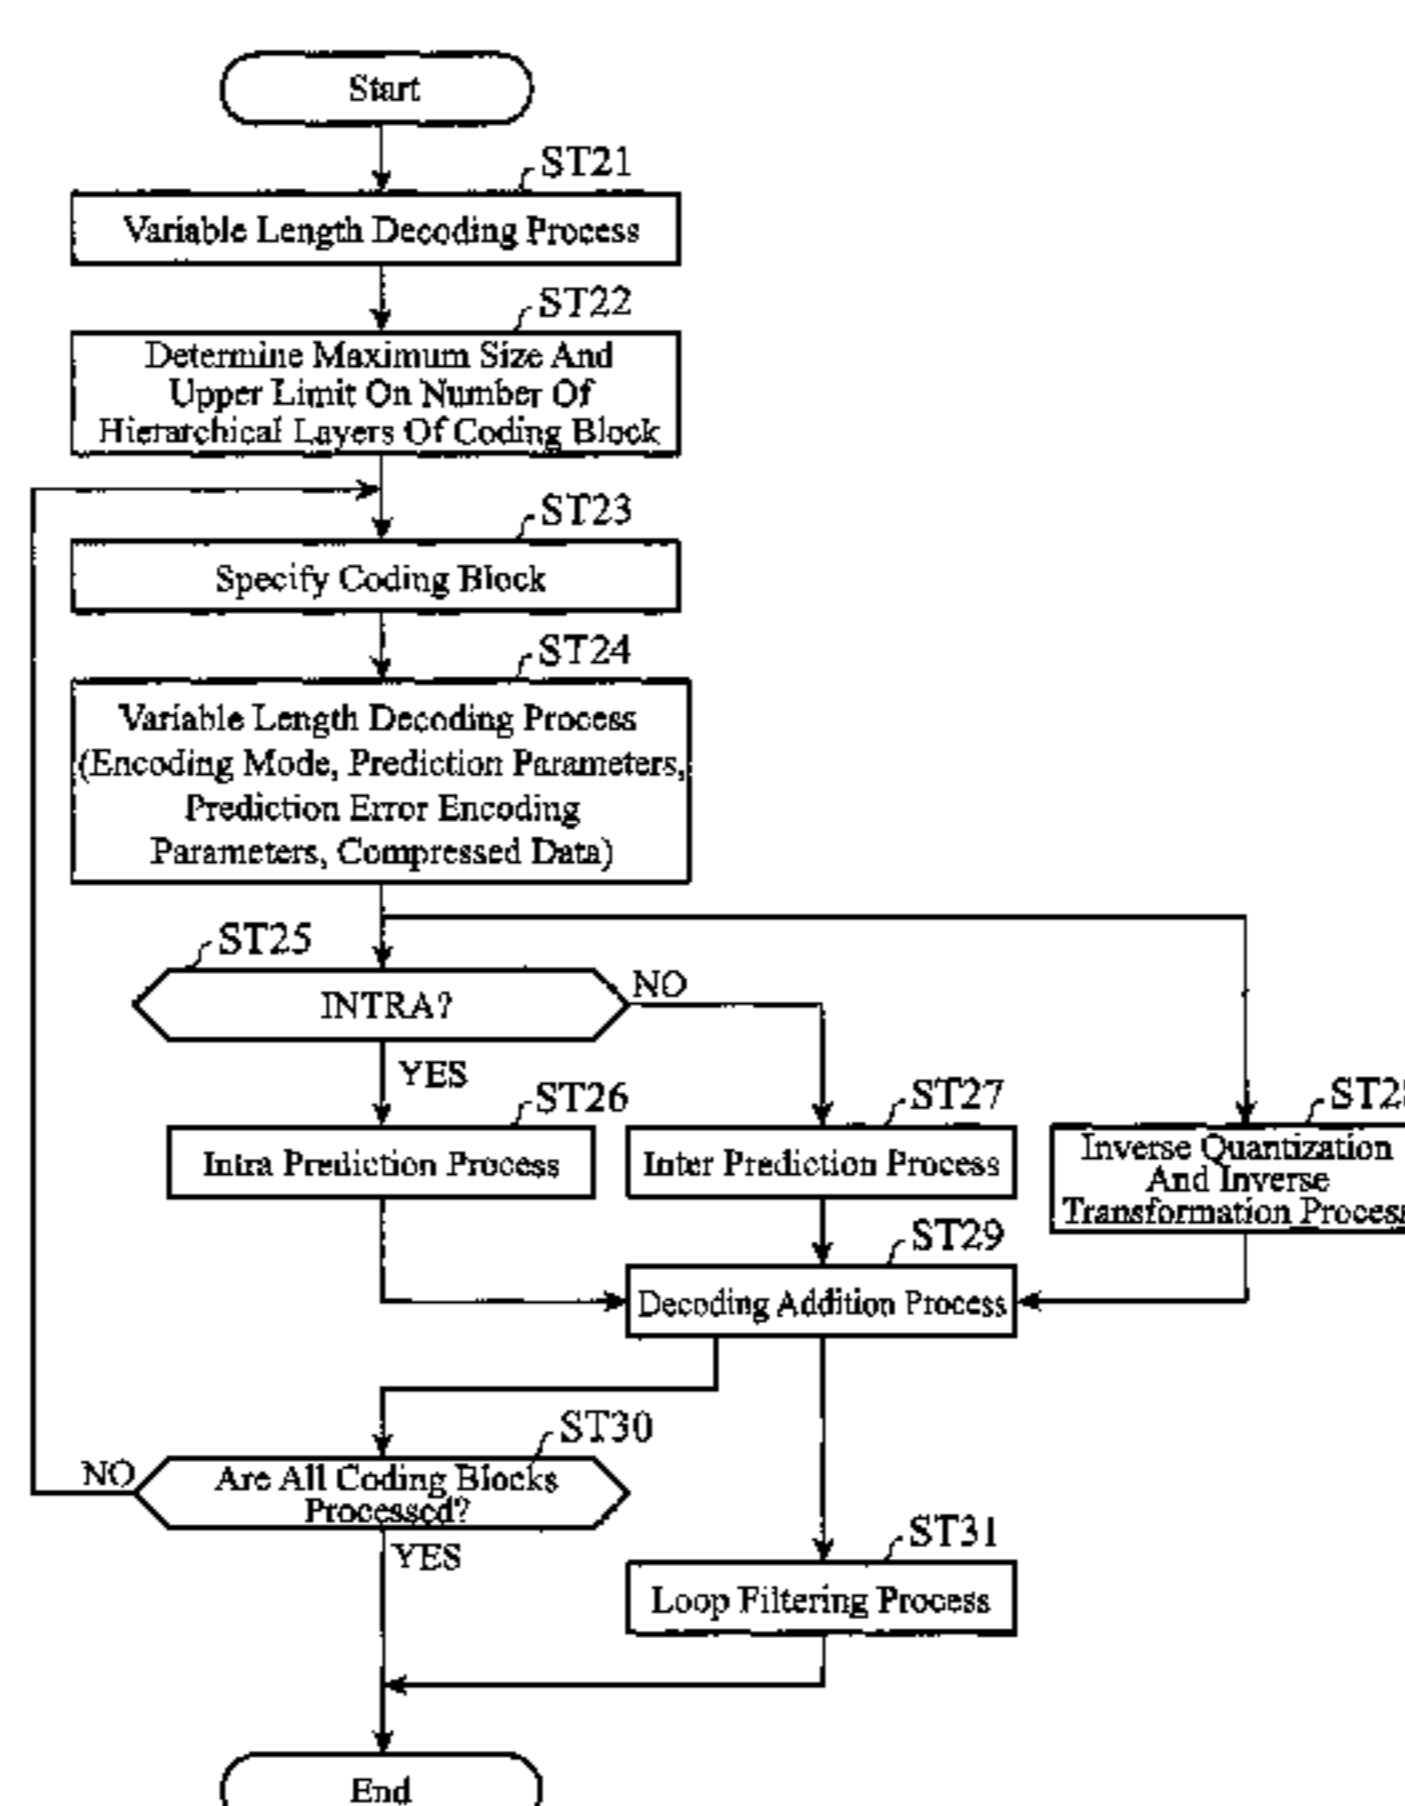 Start
ST21
Variable Length Decoding Process
ST22
Determine Maximum Size And
Upper Limit On Number Of
Hierarchical Layers Of Coding Block
ST23
Specify Coding Block
ST24
Variable Length Decoding Process
(Encoding Mode, Prediction Parameters,
Prediction Error Encoding
Parameters, Compressed Data)
ST25
INTRA?
NO
YES
ST26
Intra Prediction Process
ST27
Inter Prediction Process
ST28
Inverse Quantization
And Inverse
Transformation Process
ST29
Decoding Addition Process
ST30
NO
Are All Coding Blocks
Processed?
YES
ST31
Loop Filtering Process
End